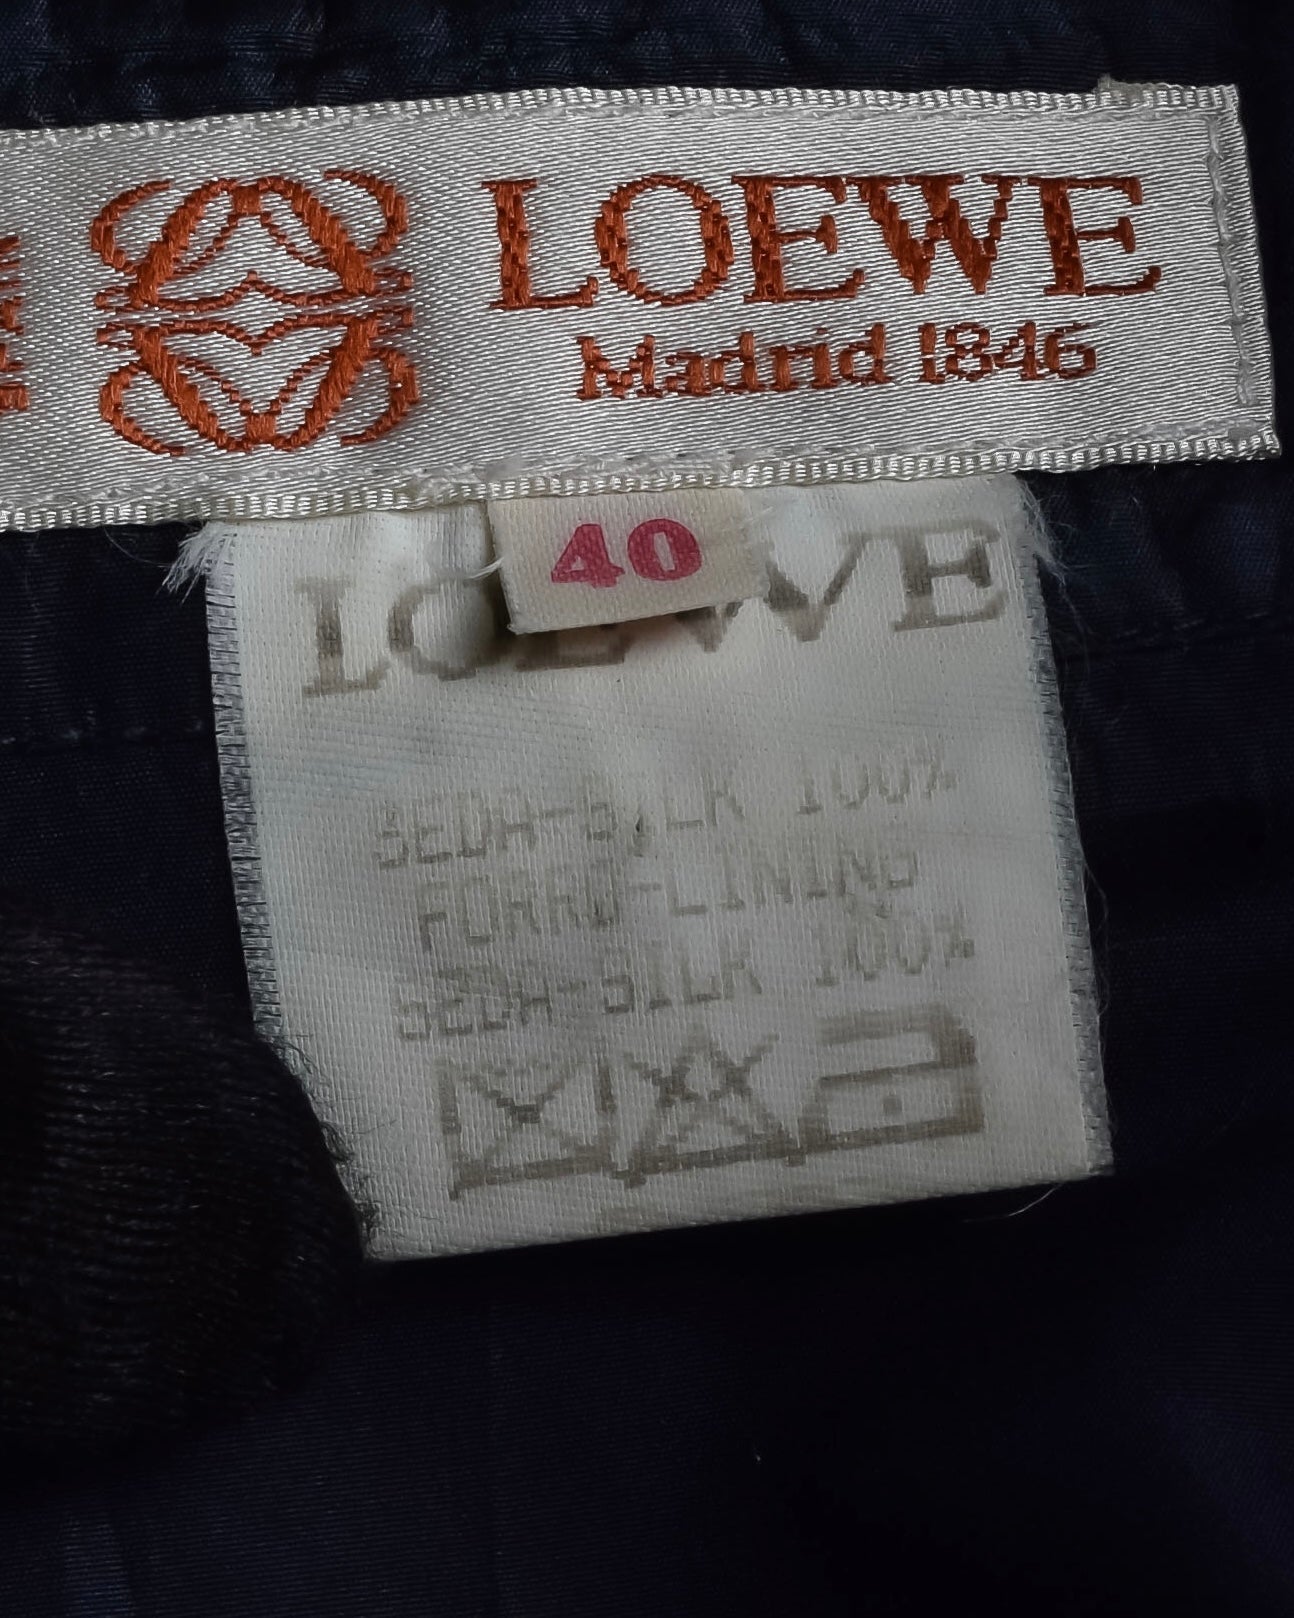 LOEWE
Madrid 1846
40
LOEWE
SEDA-SILK 100%
FORRO-LINING
SEDA-SILK 100%